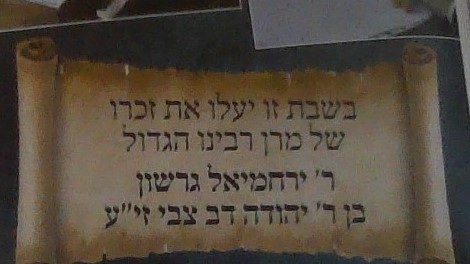 בשבת זו יעלו את זכרו
של מרן רבינו הגדול
ר' ירחמיאל גרשון
בן ר' יהודה דב צבי זי"ע